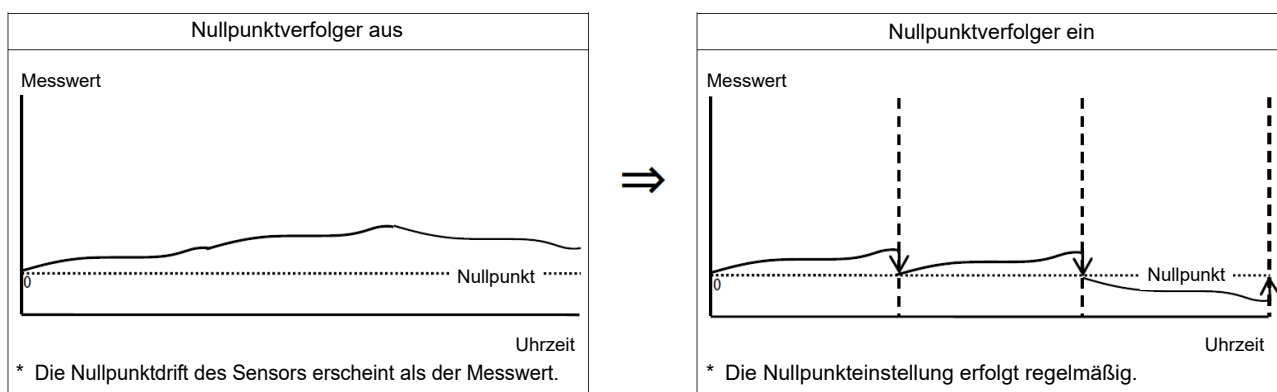 Nullpunktverfolger aus
Messwert
0
Nullpunkt
Uhrzeit
* Die Nullpunktdrift des Sensors erscheint als der Messwert.
⇒
Nullpunktverfolger ein
Messwert
0
Nullpunkt
Uhrzeit
* Die Nullpunkteinstellung erfolgt regelmäßig.